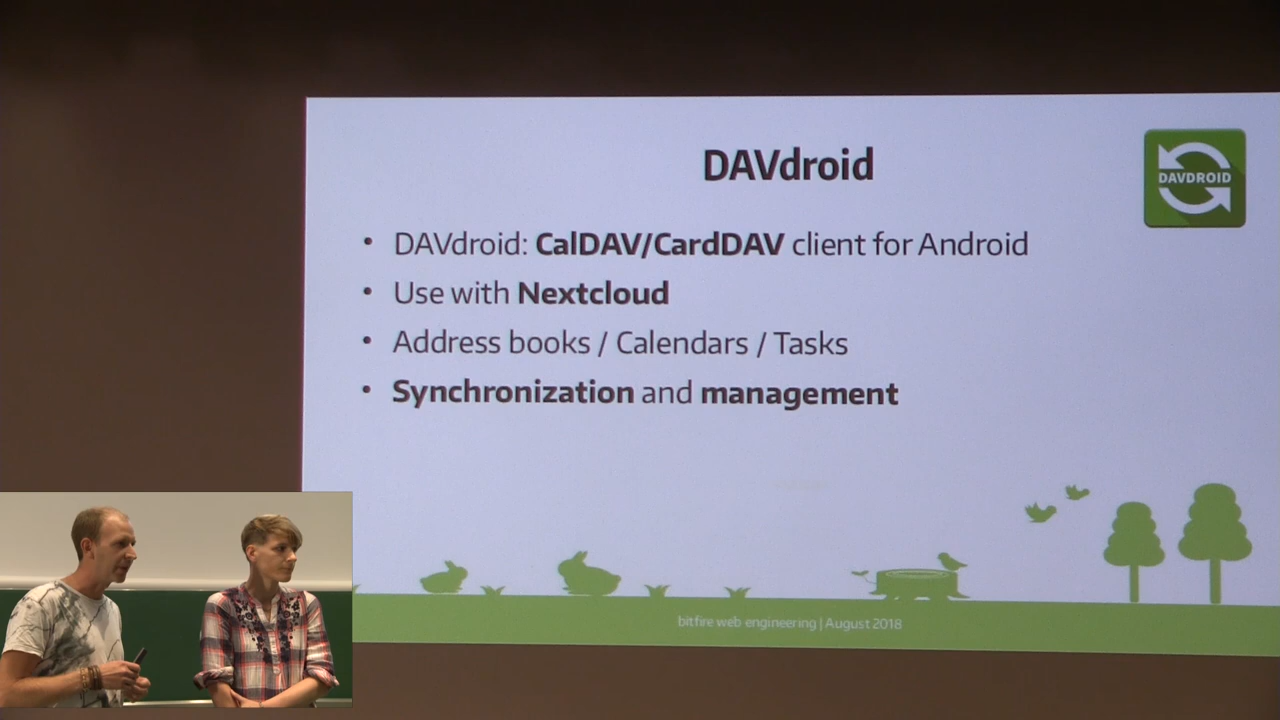 DAVdroid
DAVDROID
• DAVdroid: CalDAV/CardDAV client for Android
• Use with Nextcloud
• Address books / Calendars / Tasks
• Synchronization and management
bitfire web engineering | August 2018